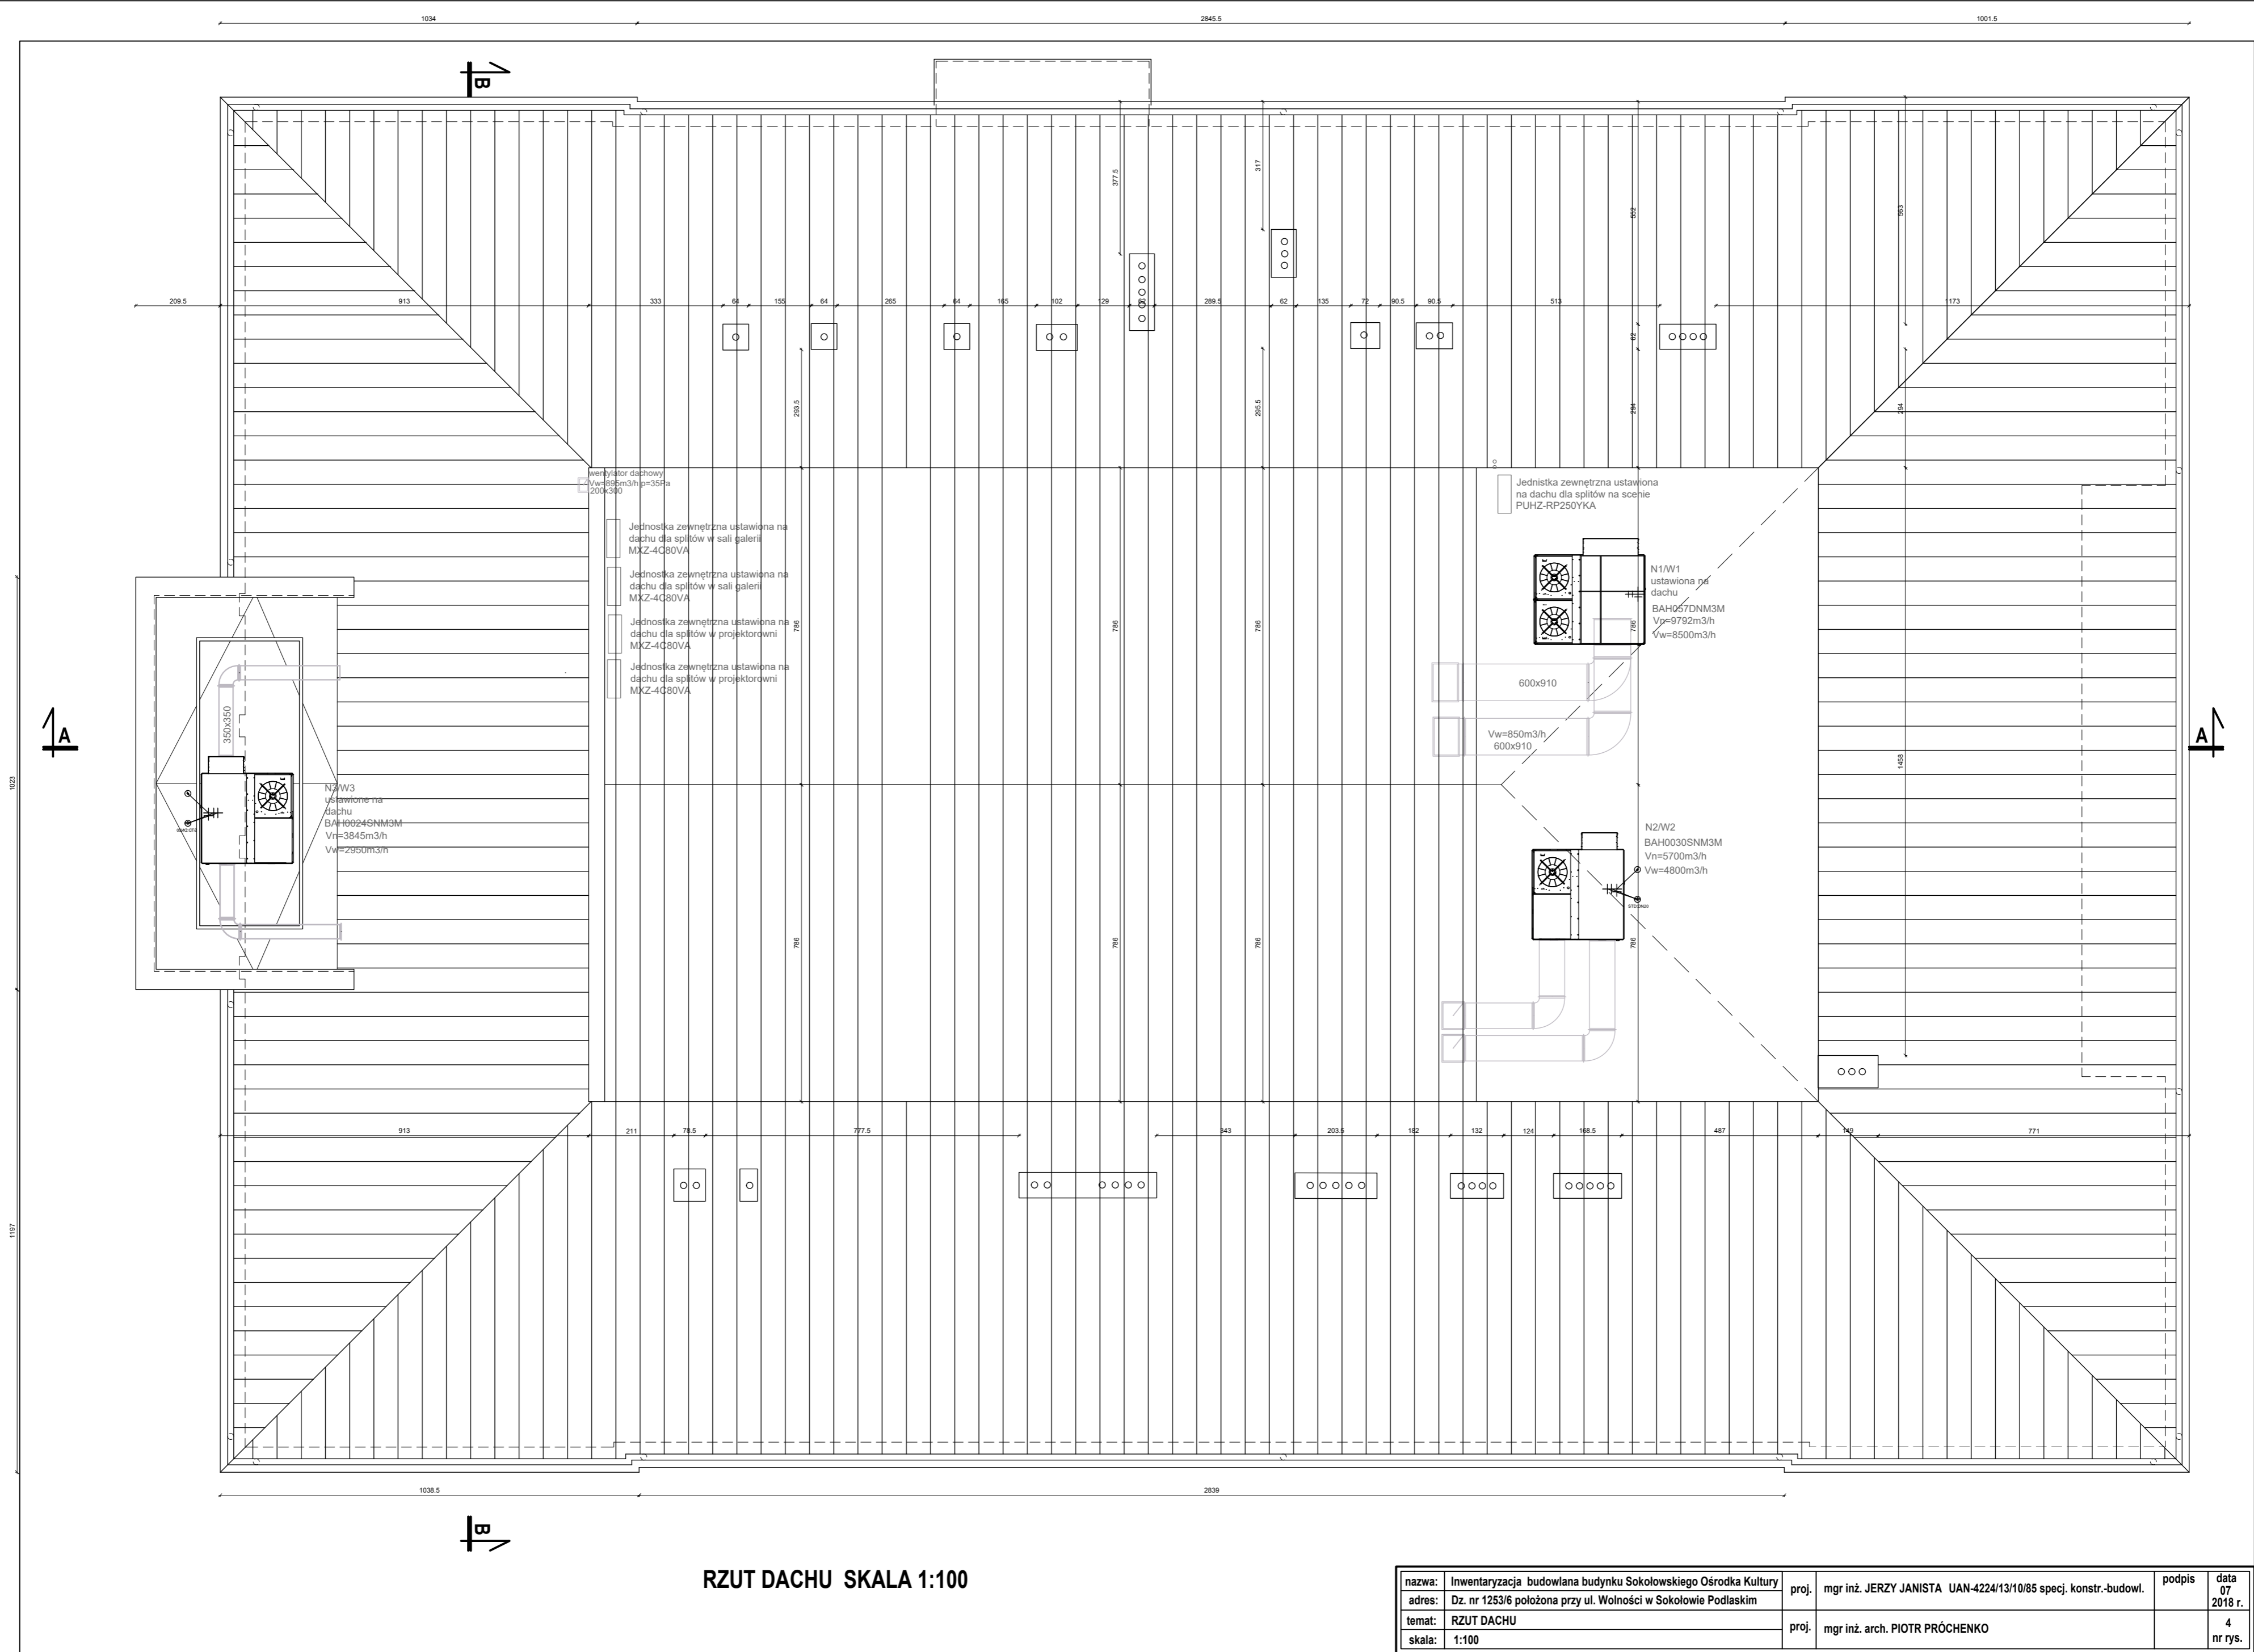 1034
2845.5
1001.5
B
377.5
317
552
563
209.5
913
333
64
155
64
265
64
165
102
129
289.5
62
135
72
90.5
90.5
513
1173
62
293.5
295.5
294
294
wentylator dachowy
Vw=895m3/h p=35Pa
200x300
Jednostka zewnętrzna ustawiona na
dachu dla splitów w sali galerii
MXZ-4C80VA
Jednostka zewnętrzna ustawiona na
dachu dla splitów w sali galerii
MXZ-4C80VA
Jednostka zewnętrzna ustawiona na
dachu dla splitów w projektorowni
MXZ-4C80VA
Jednostka zewnętrzna ustawiona na
dachu dla splitów w projektorowni
MXZ-4C80VA
Jednistka zewnętrzna ustawiona
na dachu dla splitów na scenie
PUHZ-RP250YKA
N1/W1
ustawiona na
dachu
BAH057DNM3M
Vn=9792m3/h
Vw=8500m3/h
786
786
786
786
600x910
Vw=850m3/h
600x910
350x350
A
A
1023
1458
N3/W3
ustawione na
dachu
BAH0024SNM3M
Vn=3845m3/h
Vw=2950m3/h
N2/W2
BAH0030SNM3M
Vn=5700m3/h
Vw=4800m3/h
786
786
786
786
913
211
78.5
777.5
343
203.5
182
132
124
168.5
487
149
771
1197
1038.5
2839
B
RZUT DACHU SKALA 1:100
nazwa: Inwentaryzacja budowlana budynku Sokołowskiego Ośrodka Kultury
adres: Dz. nr 1253/6 położona przy ul. Wolności w Sokołowie Podlaskim
temat: RZUT DACHU
skala: 1:100
proj. mgr inż. JERZY JANISTA UAN-4224/13/10/85 specj. konstr.-budowl.
proj. mgr inż. arch. PIOTR PRÓCHENKO
podpis
data
07
2018 r.
4
nr rys.